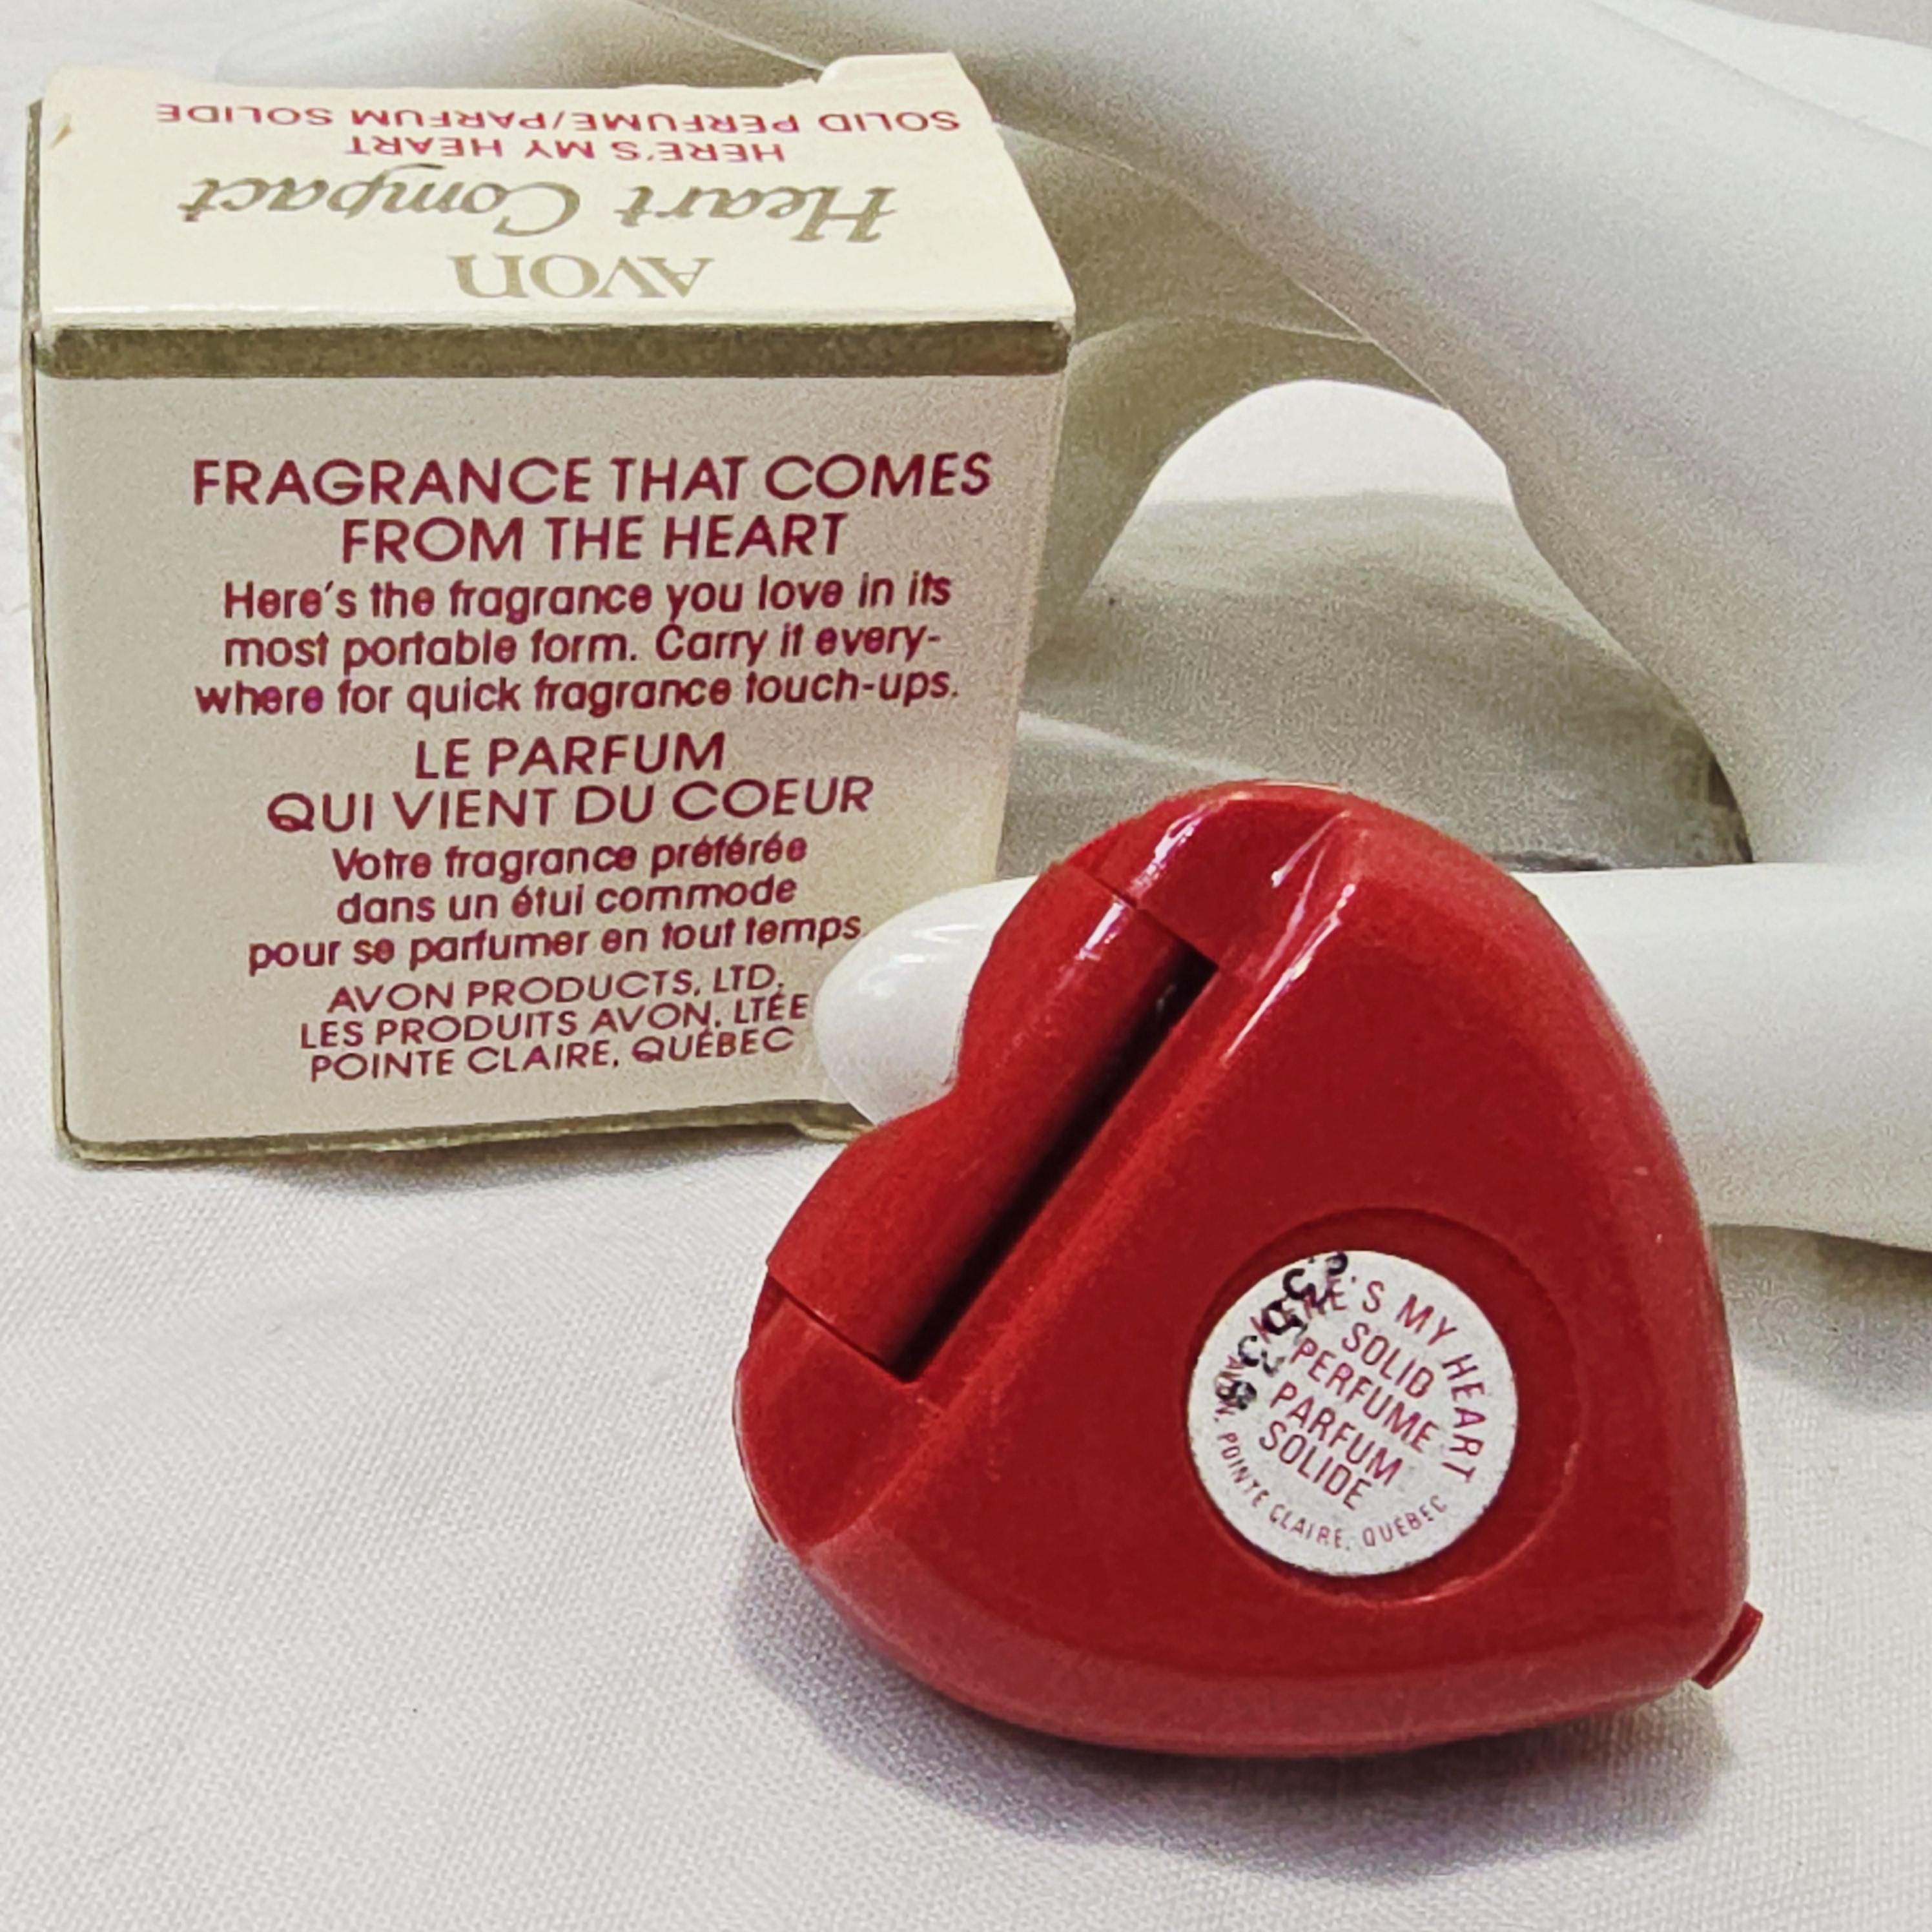 AVON
Heart Compact
HERE'S MY HEART
SOLID PERFUME/PARFUM SOLIDE
FRAGRANCE THAT COMES
FROM THE HEART
Here's the fragrance you love in its
most portable form. Carry it every-
where for quick fragrance touch-ups.
LE PARFUM
QUI VIENT DU COEUR
Votre fragrance préférée
dans un étui commode
pour se parfumer en tout temps
AVON PRODUCTS, LTD.
LES PRODUITS AVON, LTÉE
POINTE CLAIRE, QUÉBEC
HERE'S MY HEART
SOLID
PERFUME
PARFUM
SOLIDE
AVON, POINTE CLAIRE, QUÉBEC